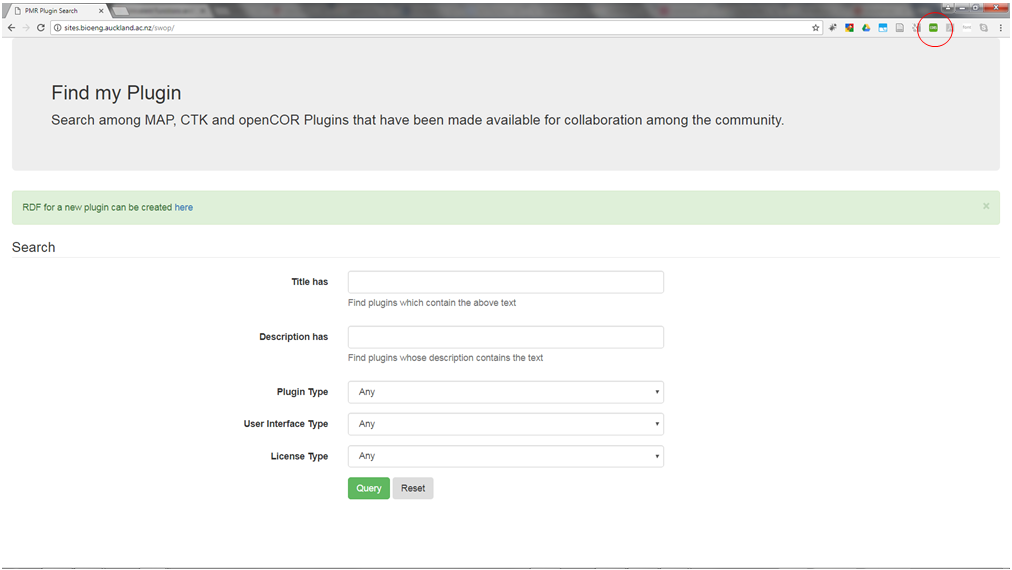 PMR Plugin Search
sites.bioeng.auckland.ac.nz/swop/
Find my Plugin
Search among MAP, CTK and openCOR Plugins that have been made available for collaboration among the community.
RDF for a new plugin can be created here
Search
Title has
Find plugins which contain the above text
Description has
Find plugins whose description contains the text
Plugin Type Any
User Interface Type Any
License Type Any
Query Reset